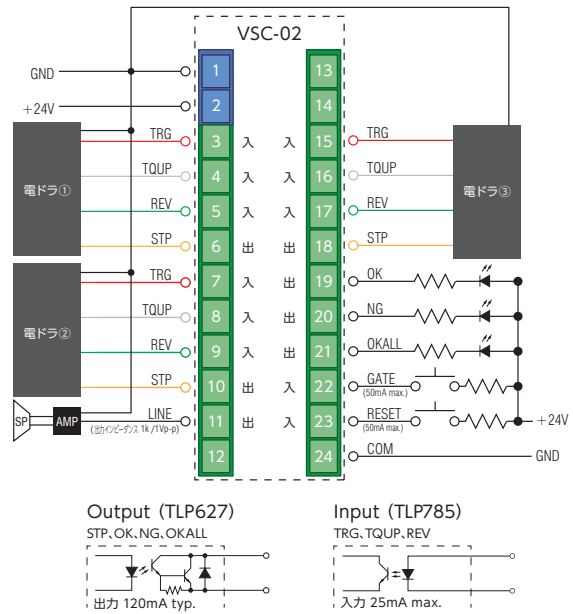 VSC-02
GND 1 13
+24V 2 14
電ドラ①
TRG 3 入 入 15 TRG
TQUP 4 入 入 16 TQUP
REV 5 入 入 17 REV
STP 6 出 出 18 STP
電ドラ③
電ドラ②
TRG 7 入 出 19 OK
TQUP 8 入 出 20 NG
REV 9 入 出 21 OKALL
STP 10 出 入 22 GATE
(50mA max.)
SP AMP LINE 11 出 入 23 RESET
(出力インピーダンス 1k /1Vp-p)
(50mA max.)
+24V
12 24 COM
GND
Output (TLP627)
STP、OK、NG、OKALL
出力 120mA typ.
Input (TLP785)
TRG、TQUP、REV
入力 25mA max.